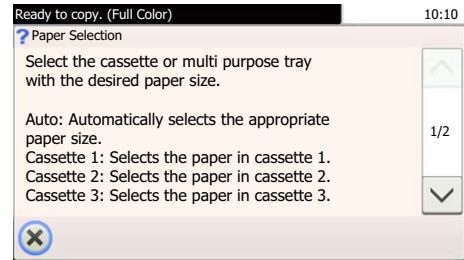 Ready to copy. (Full Color)
10:10
? Paper Selection
Select the cassette or multi purpose tray
with the desired paper size.
Auto: Automatically selects the appropriate
paper size.
Cassette 1: Selects the paper in cassette 1.
Cassette 2: Selects the paper in cassette 2.
Cassette 3: Selects the paper in cassette 3.
1/2